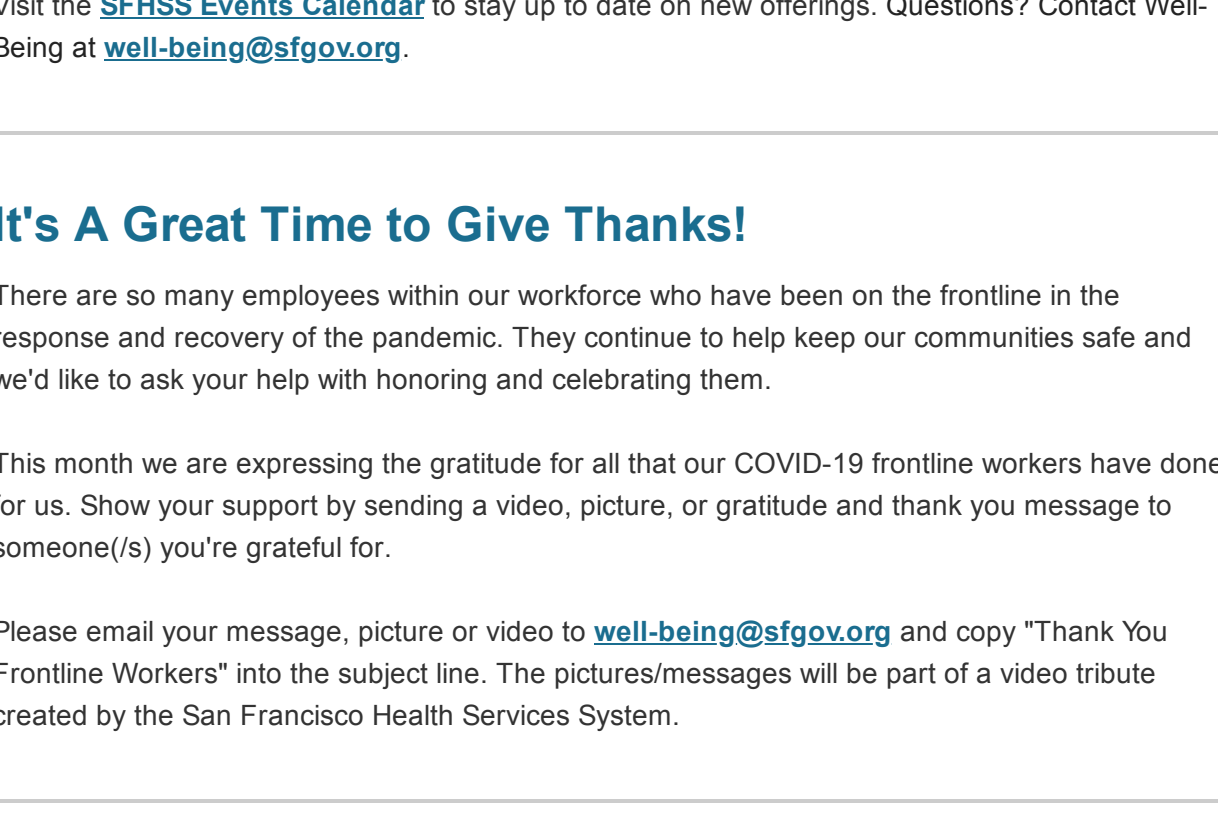 Visit the SFHSS Events Calendar to stay up to date on new offerings. Questions? Contact Well-
Being at well-being@sfgov.org.
It's A Great Time to Give Thanks!
There are so many employees within our workforce who have been on the frontline in the
response and recovery of the pandemic. They continue to help keep our communities safe and
we'd like to ask your help with honoring and celebrating them.
This month we are expressing the gratitude for all that our COVID-19 frontline workers have done
for us. Show your support by sending a video, picture, or gratitude and thank you message to
someone(/s) you're grateful for.
Please email your message, picture or video to well-being@sfgov.org and copy "Thank You
Frontline Workers" into the subject line. The pictures/messages will be part of a video tribute
created by the San Francisco Health Services System.